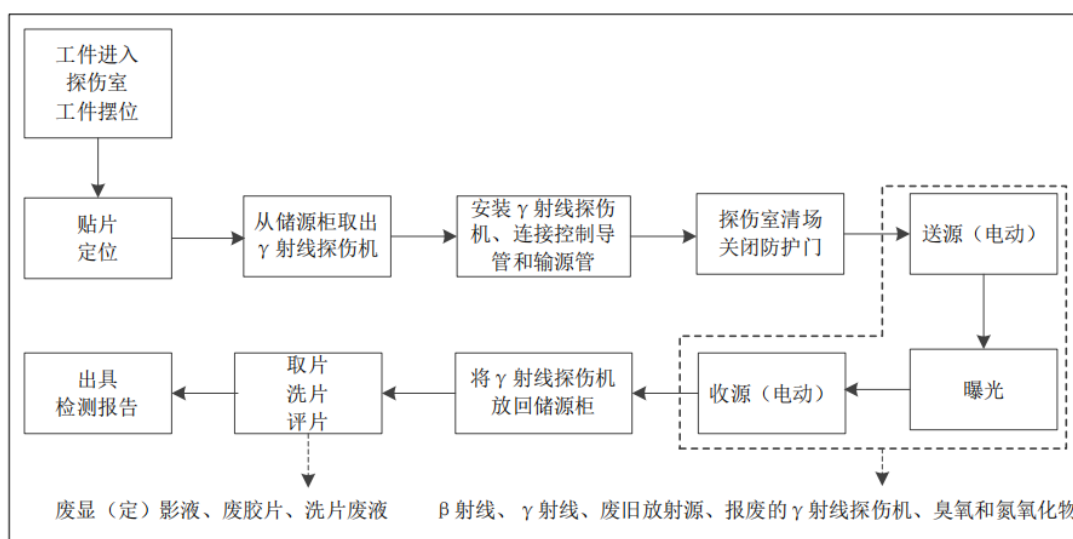 工件进入
探伤室
工件摆位
贴片
定位
从储源柜取出
γ射线探伤机
安装γ射线探伤
机、连接控制导
管和输源管
探伤室清场
关闭防护门
送源（电动）
曝光
收源（电动）
将γ射线探伤机
放回储源柜
取片
洗片
评片
出具
检测报告
废显（定）影液、废胶片、洗片废液
β射线、γ射线、废旧放射源、报废的γ射线探伤机、臭氧和氮氧化物